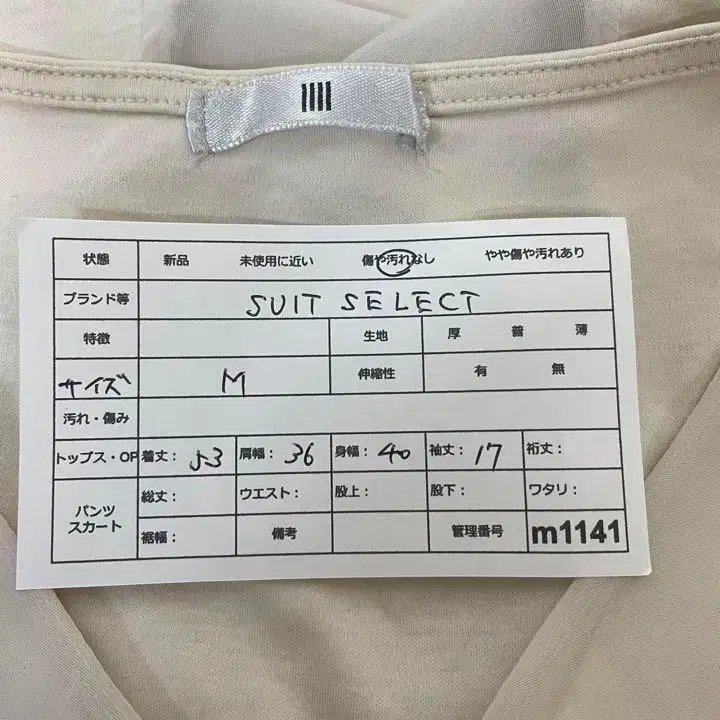 状態 新品 未使用に近い 傷や汚れなし やや傷や汚れあり
ブランド等 SUIT SELECT
特徴 生地 厚 普 薄
サイズ M 伸縮性 有 無
汚れ・傷み
トップス・OP 着丈: 53 肩幅: 36 身幅: 40 袖丈: 17 裄丈:
パンツ スカート 総丈: ウエスト: 股上: 股下: ワタリ:
裾幅: 備考 管理番号 m1141